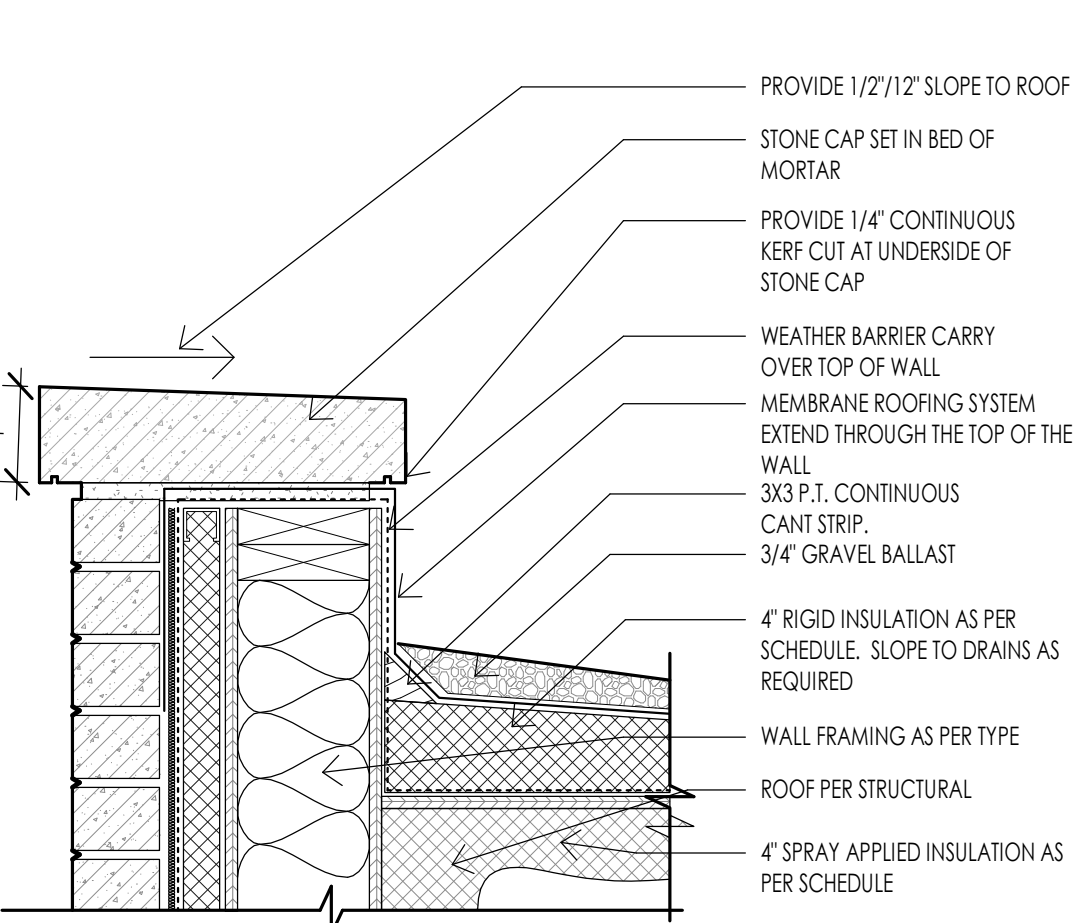 PROVIDE 1/2"/12" SLOPE TO ROOF
STONE CAP SET IN BED OF
MORTAR
PROVIDE 1/4" CONTINUOUS
KERF CUT AT UNDERSIDE OF
STONE CAP
WEATHER BARRIER CARRY
OVER TOP OF WALL
MEMBRANE ROOFING SYSTEM
EXTEND THROUGH THE TOP OF THE
WALL
3X3 P.T. CONTINUOUS
CANT STRIP.
3/4" GRAVEL BALLAST
4" RIGID INSULATION AS PER
SCHEDULE. SLOPE TO DRAINS AS
REQUIRED
WALL FRAMING AS PER TYPE
ROOF PER STRUCTURAL
4" SPRAY APPLIED INSULATION AS
PER SCHEDULE